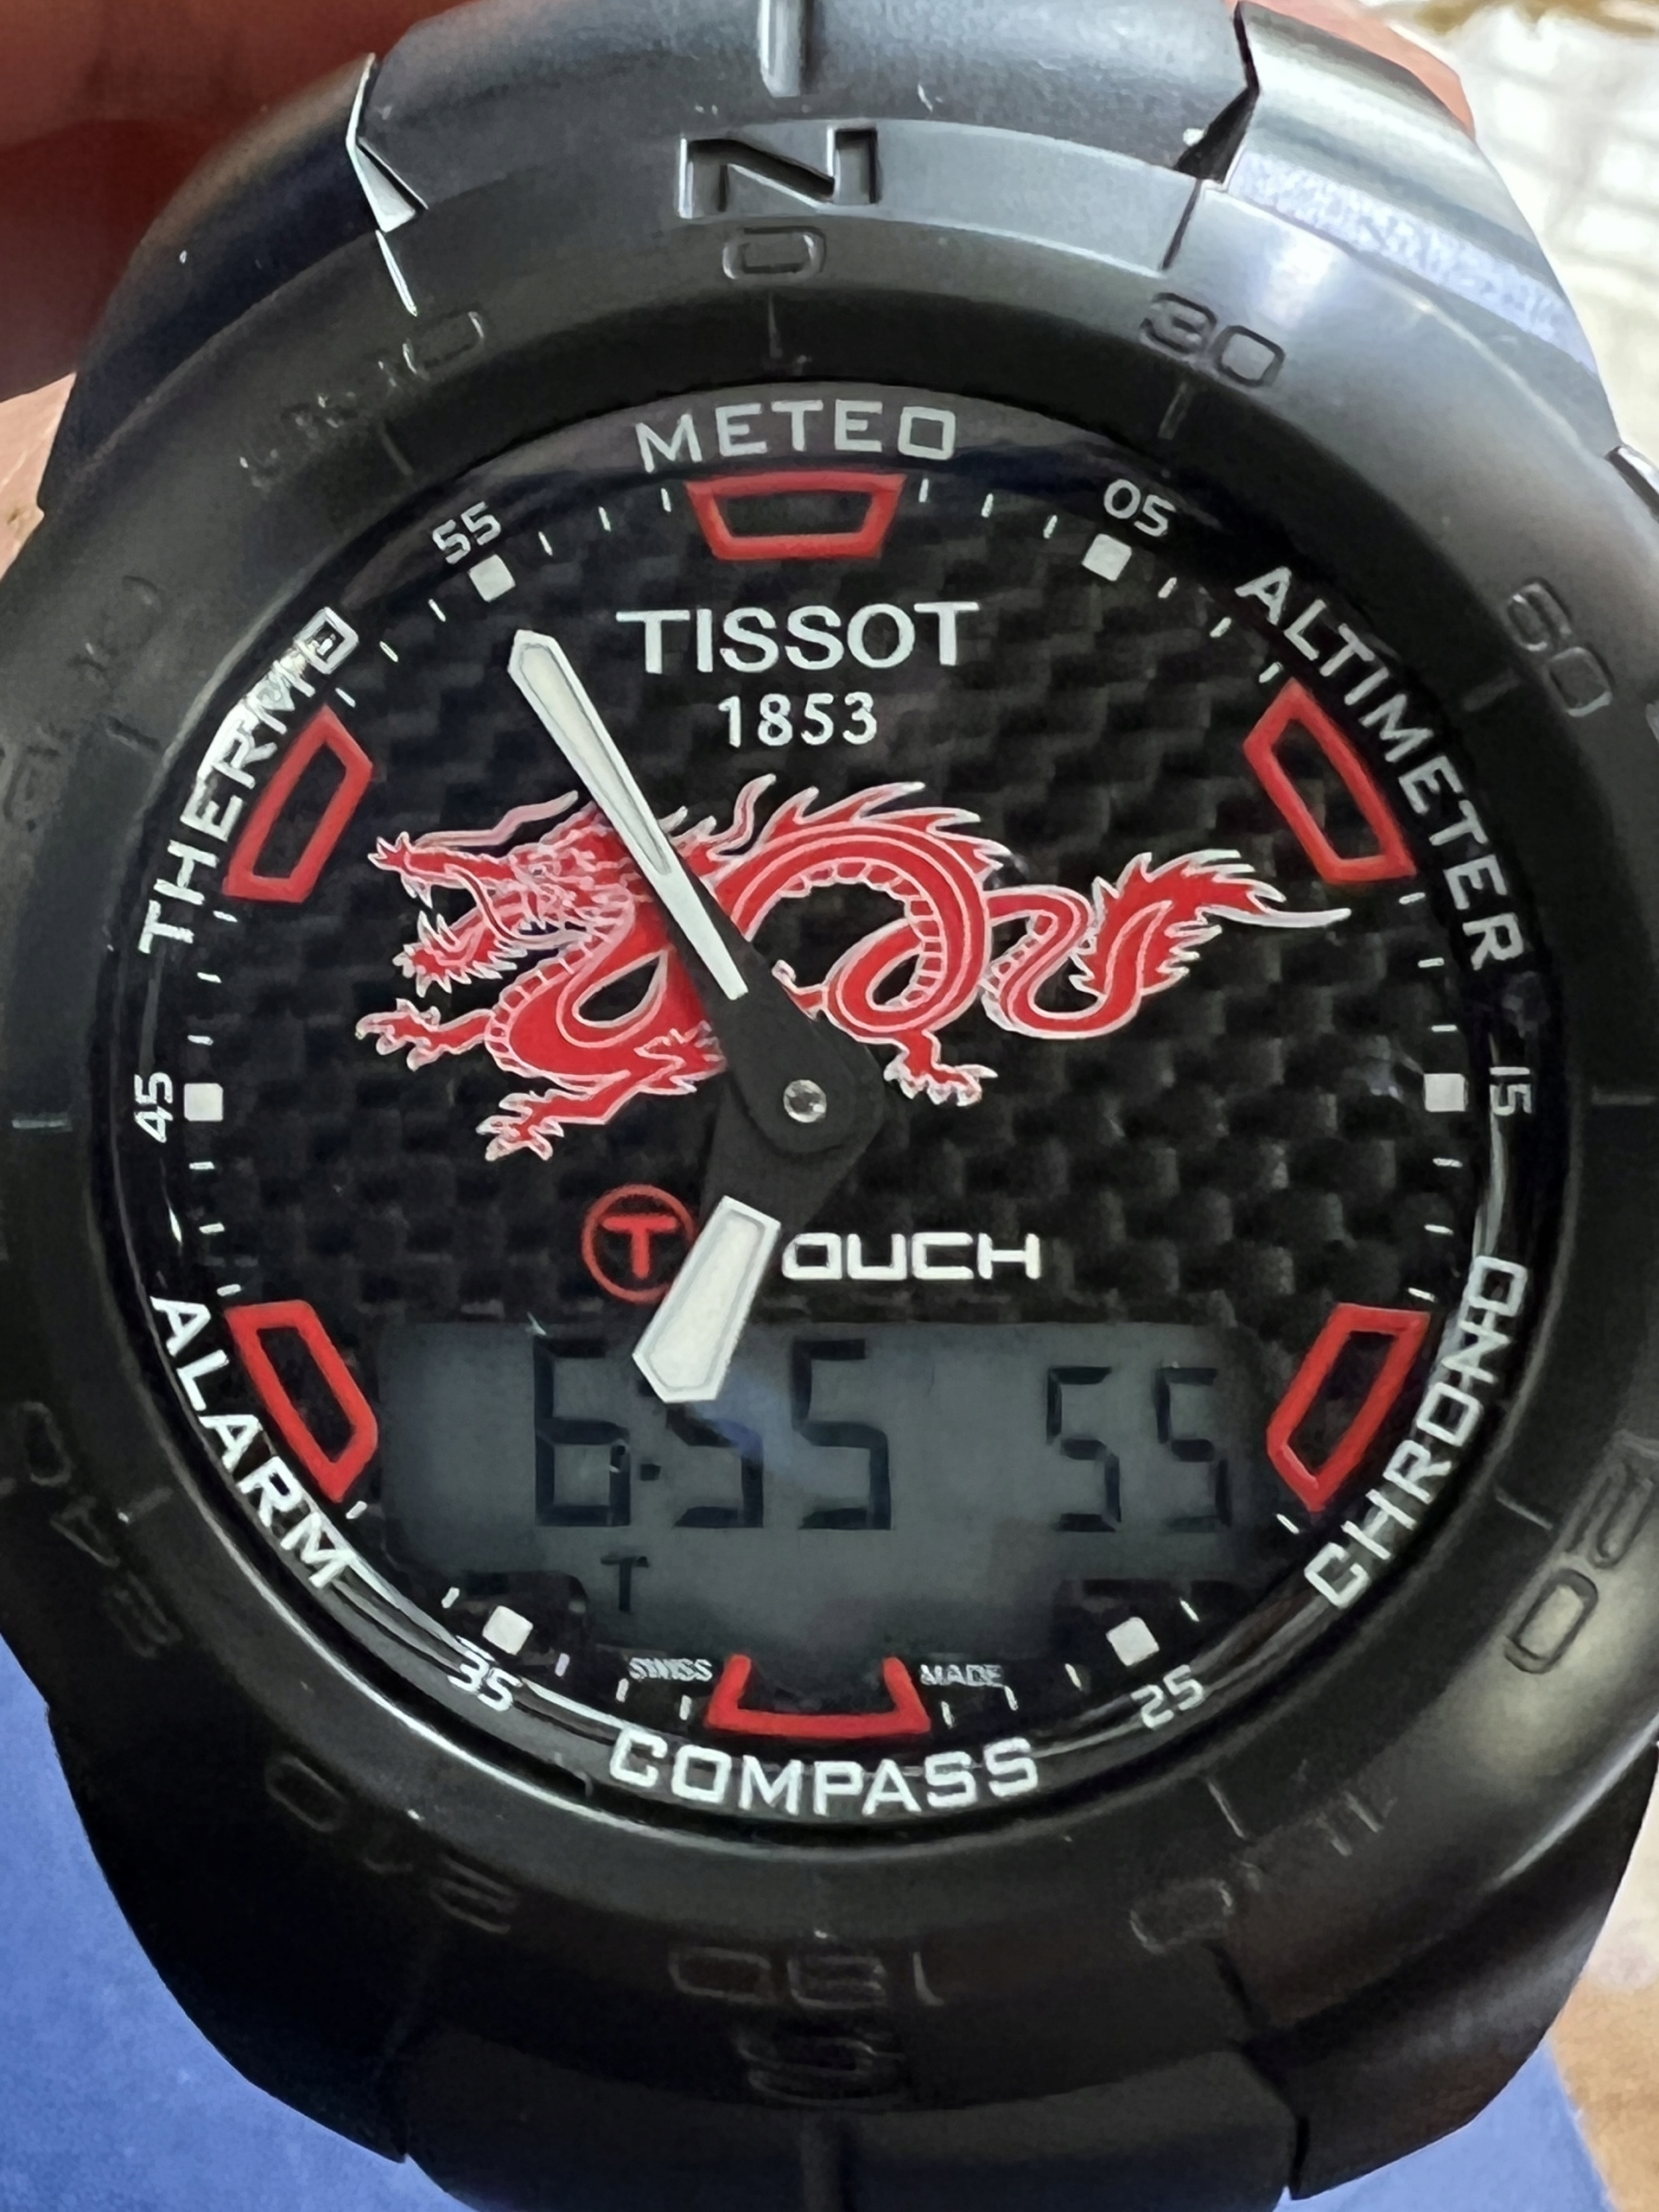 N
0
30
60
METEO
55
05
TISSOT
1853
THERMO
ALTIMETER
45
15
T OUCH
6:55 55
T
ALARM
CHRONO
SWISS MADE
35
25
COMPASS
180
S